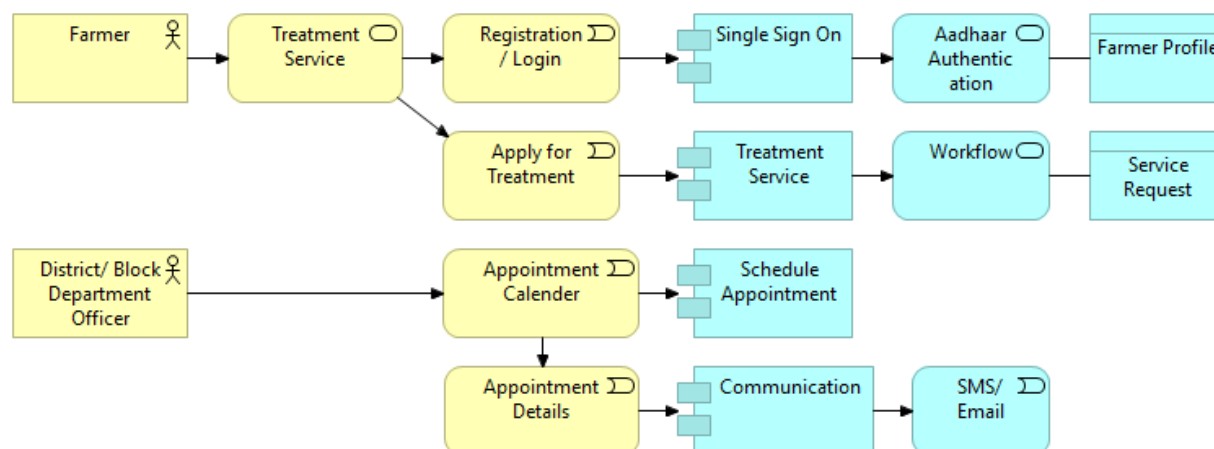 Farmer
Treatment
Service
Registration
/ Login
Single Sign On
Aadhaar
Authentic
ation
Farmer Profile
Apply for
Treatment
Treatment
Service
Workflow
Service
Request
District/ Block
Department
Officer
Appointment
Calender
Schedule
Appointment
Appointment
Details
Communication
SMS/
Email